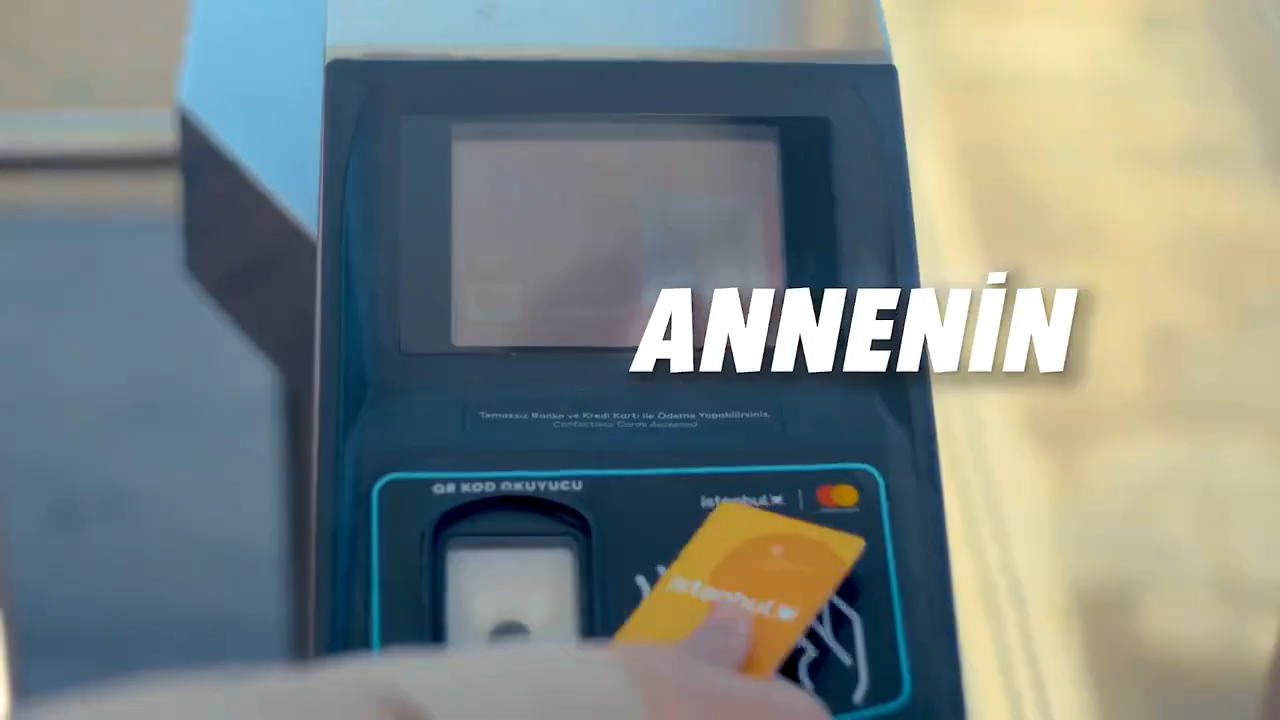 ANNENİN
Temassız Banka ve Kredi Kartı ile Ödeme Yapabilirsiniz.
Contactless Cards Accepted
QR KOD OKUYUCU
istanbul
istanbul